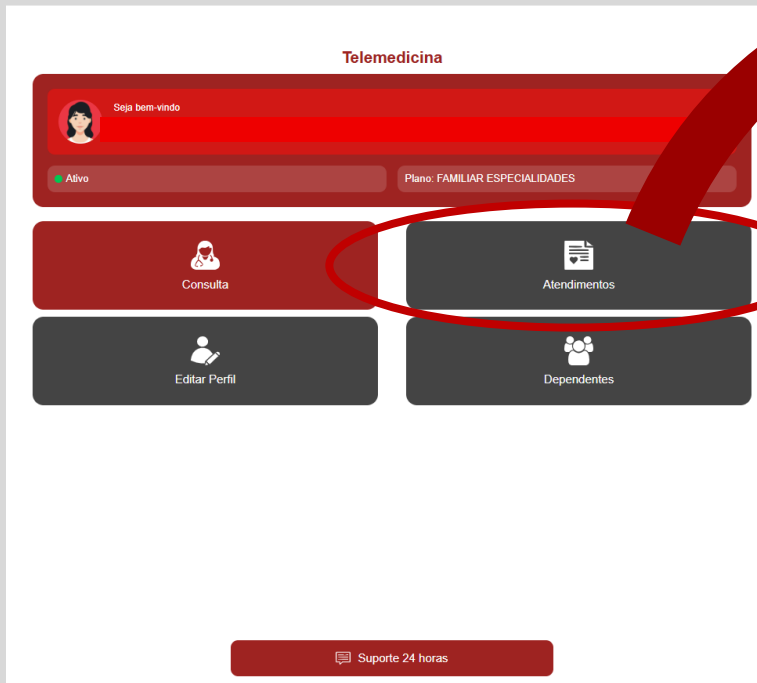 Telemedicina
Seja bem-vindo
Ativo
Plano: FAMILIAR ESPECIALIDADES
Consulta
Atendimentos
Editar Perfil
Dependentes
Suporte 24 horas